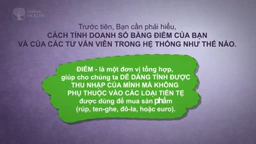 Trước tiên, Bạn cần phải hiểu,
CÁCH TÍNH DOANH SỐ BẢNG ĐIỂM CỦA BẠN
VÀ CỦA CÁC TƯ VẤN VIÊN TRONG HỆ THỐNG NHƯ THẾ NÀO.
ĐIỂM - là một đơn vị tổng hợp,
giúp cho chúng ta DỄ DÀNG TÍNH ĐƯỢC
THU NHẬP CỦA MÌNH MÀ KHÔNG
PHỤ THUỘC VÀO CÁC LOẠI TIỀN TỆ
được dùng để mua sản phẩm
(rúp, ten-ghe, đô-la, hoặc euro).